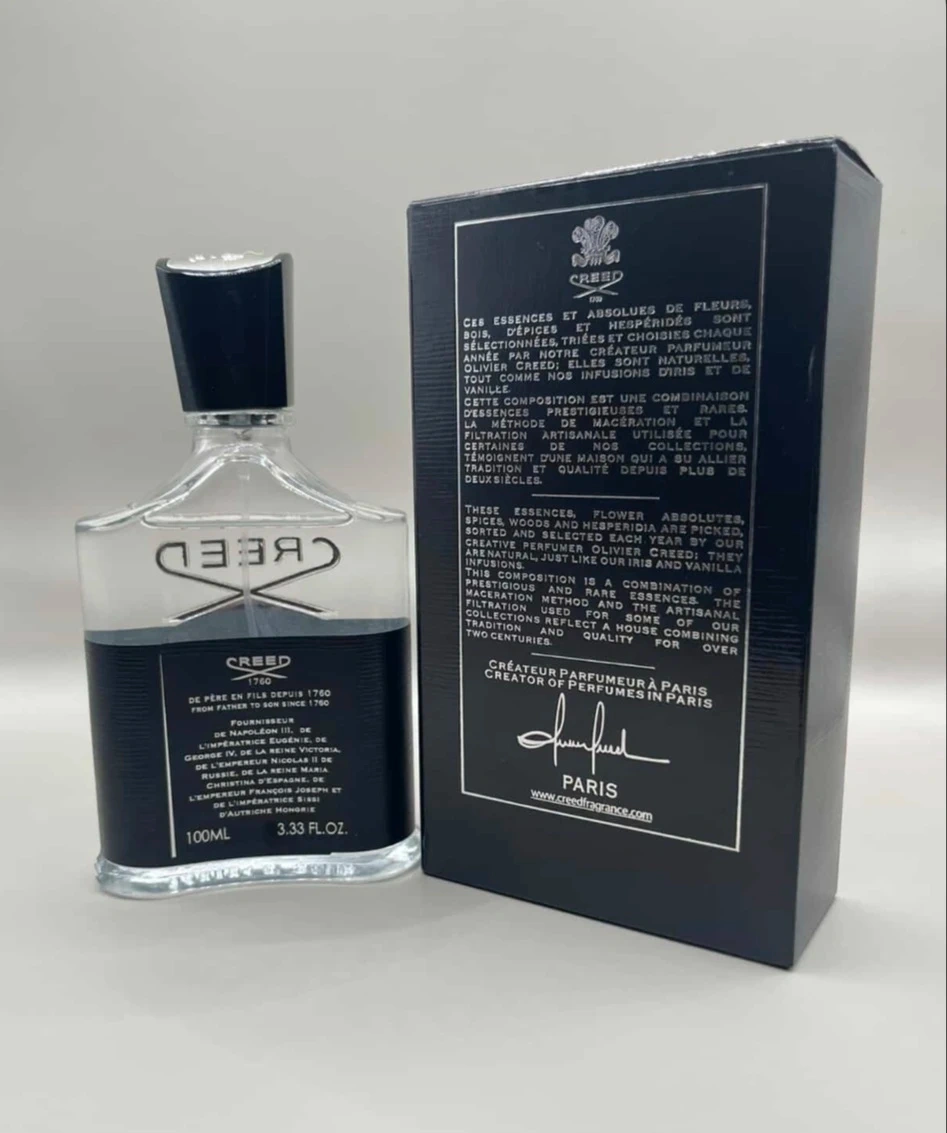 CREED
CREED
1760
DE PÈRE EN FILS DEPUIS 1760
FROM FATHER TO SON SINCE 1760
FOURNISSEUR
DE NAPOLÉON III, DE
L'IMPÉRATRICE EUGÉNIE, DE
GEORGE IV, DE LA REINE VICTORIA,
DE L'EMPEREUR NICOLAS II DE
RUSSIE, DE LA REINE MARIA
CHRISTINA D'ESPAGNE, DE
L'EMPEREUR FRANÇOIS JOSEPH ET
DE L'IMPÉRATRICE SISSI
D'AUTRICHE HONGRIE
100ML 3.33 FL.OZ.
CREED
CES ESSENCES ET ABSOLUES DE FLEURS,
BOIS, D'ÉPICES ET HESPÉRIDÉS SONT
SÉLECTIONNÉES, TRIÉES ET CHOISIES CHAQUE
ANNÉE PAR NOTRE CRÉATEUR PARFUMEUR
OLIVIER CREED; ELLES SONT NATURELLES,
TOUT COMME NOS INFUSIONS D'IRIS ET DE
VANILLE.
CETTE COMPOSITION EST UNE COMBINAISON
D'ESSENCES PRESTIGIEUSES ET RARES.
LA MÉTHODE DE MACÉRATION ET LA
FILTRATION ARTISANALE UTILISÉE POUR
CERTAINES DE NOS COLLECTIONS,
TÉMOIGNENT D'UNE MAISON QUI A SU ALLIER
TRADITION ET QUALITÉ DEPUIS PLUS DE
DEUX SIÈCLES.
THESE ESSENCES, FLOWER ABSOLUTES,
SPICES, WOODS AND HESPERIDIA ARE PICKED,
SORTED AND SELECTED EACH YEAR BY OUR
CREATIVE PERFUMER OLIVIER CREED; THEY
ARE NATURAL, JUST LIKE OUR IRIS AND VANILLA
INFUSIONS.
THIS COMPOSITION IS A COMBINATION OF
PRESTIGIOUS AND RARE ESSENCES. THE
MACERATION METHOD AND THE ARTISANAL
FILTRATION USED FOR SOME OF OUR
COLLECTIONS REFLECT A HOUSE COMBINING
TRADITION AND QUALITY FOR OVER
TWO CENTURIES.
CRÉATEUR PARFUMEUR À PARIS
CREATOR OF PERFUMES IN PARIS
PARIS
www.creedfragrance.com